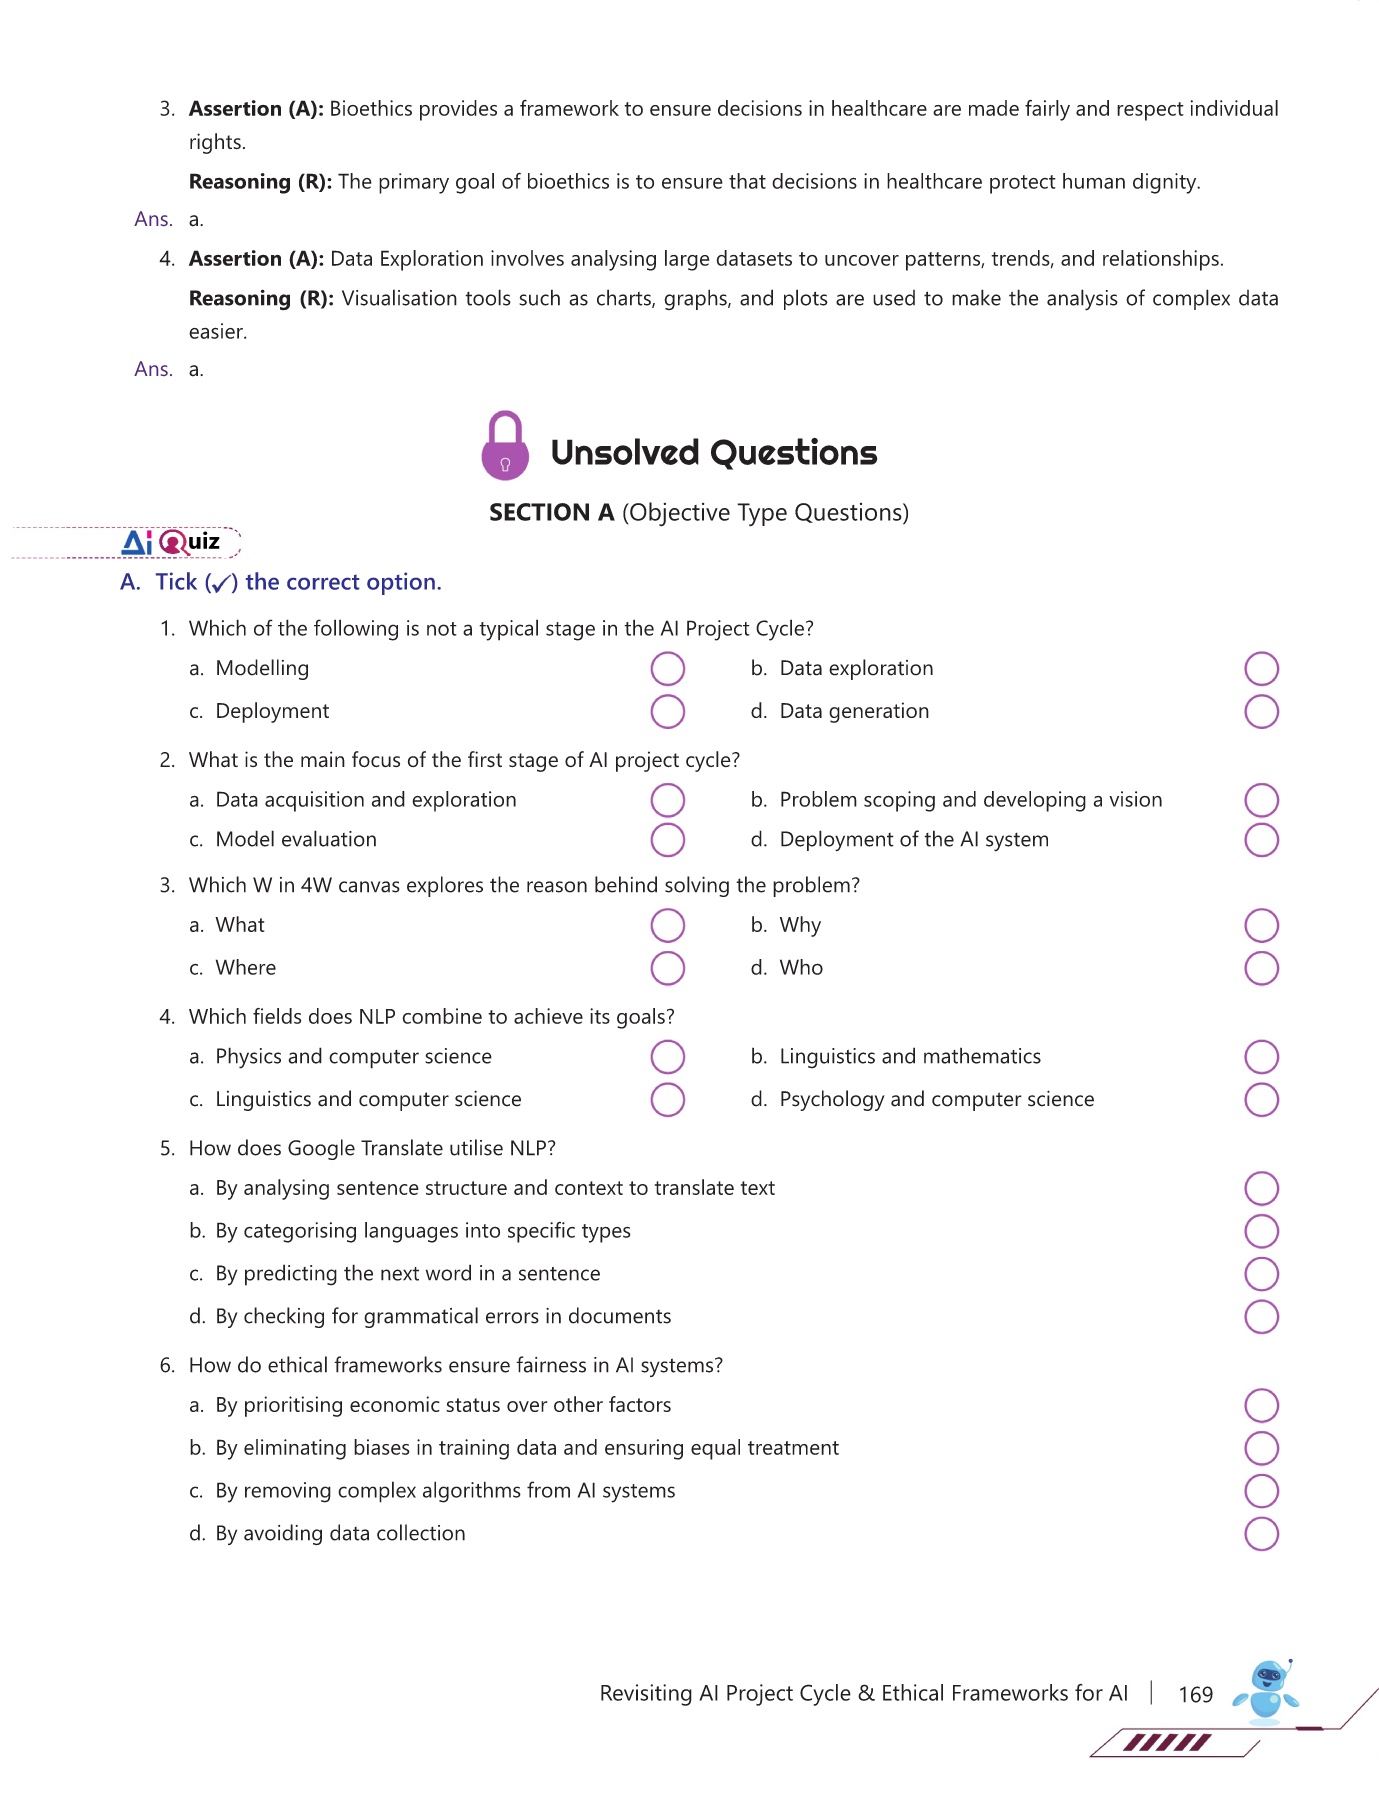 3. Assertion (A): Bioethics provides a framework to ensure decisions in healthcare are made fairly and respect individual
rights.
Reasoning (R): The primary goal of bioethics is to ensure that decisions in healthcare protect human dignity.
Ans. a.
4. Assertion (A): Data Exploration involves analysing large datasets to uncover patterns, trends, and relationships.
Reasoning (R): Visualisation tools such as charts, graphs, and plots are used to make the analysis of complex data
easier.
Ans. a.
Unsolved Questions
SECTION A (Objective Type Questions)
Ai Quiz
A. Tick (✓) the correct option.
1. Which of the following is not a typical stage in the AI Project Cycle?
a. Modelling b. Data exploration
c. Deployment d. Data generation
2. What is the main focus of the first stage of AI project cycle?
a. Data acquisition and exploration b. Problem scoping and developing a vision
c. Model evaluation d. Deployment of the AI system
3. Which W in 4W canvas explores the reason behind solving the problem?
a. What b. Why
c. Where d. Who
4. Which fields does NLP combine to achieve its goals?
a. Physics and computer science b. Linguistics and mathematics
c. Linguistics and computer science d. Psychology and computer science
5. How does Google Translate utilise NLP?
a. By analysing sentence structure and context to translate text
b. By categorising languages into specific types
c. By predicting the next word in a sentence
d. By checking for grammatical errors in documents
6. How do ethical frameworks ensure fairness in AI systems?
a. By prioritising economic status over other factors
b. By eliminating biases in training data and ensuring equal treatment
c. By removing complex algorithms from AI systems
d. By avoiding data collection
Revisiting AI Project Cycle & Ethical Frameworks for AI | 169